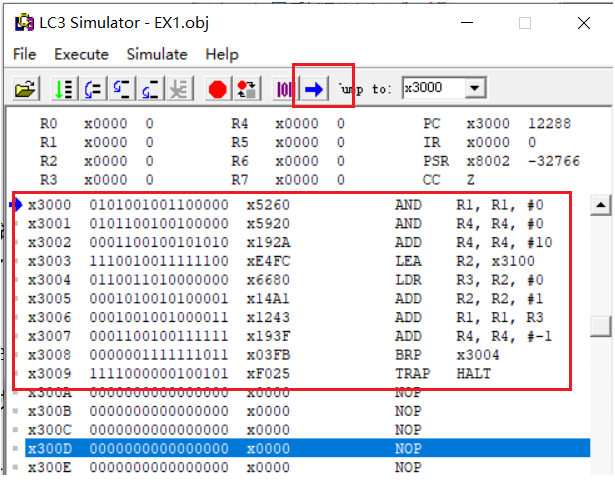 LC3 Simulator - EX1.obj
File Execute Simulate Help
Jump to: x3000
R0 x0000 0 R4 x0000 0 PC x3000 12288
R1 x0000 0 R5 x0000 0 IR x0000 0
R2 x0000 0 R6 x0000 0 PSR x8002 -32766
R3 x0000 0 R7 x0000 0 CC Z
x3000 0101001001100000 x5260 AND R1, R1, #0
x3001 0101100100100000 x5920 AND R4, R4, #0
x3002 0001100100101010 x192A ADD R4, R4, #10
x3003 1110010011111100 xE4FC LEA R2, x3100
x3004 0110011010000000 x6680 LDR R3, R2, #0
x3005 0001010010100001 x14A1 ADD R2, R2, #1
x3006 0001001001000011 x1243 ADD R1, R1, R3
x3007 0001100100111111 x193F ADD R4, R4, #-1
x3008 0000001111111011 x03FB BRP x3004
x3009 1111000000100101 xF025 TRAP HALT
x300A 0000000000000000 x0000 NOP
x300B 0000000000000000 x0000 NOP
x300C 0000000000000000 x0000 NOP
x300D 0000000000000000 x0000 NOP
x300E 0000000000000000 x0000 NOP